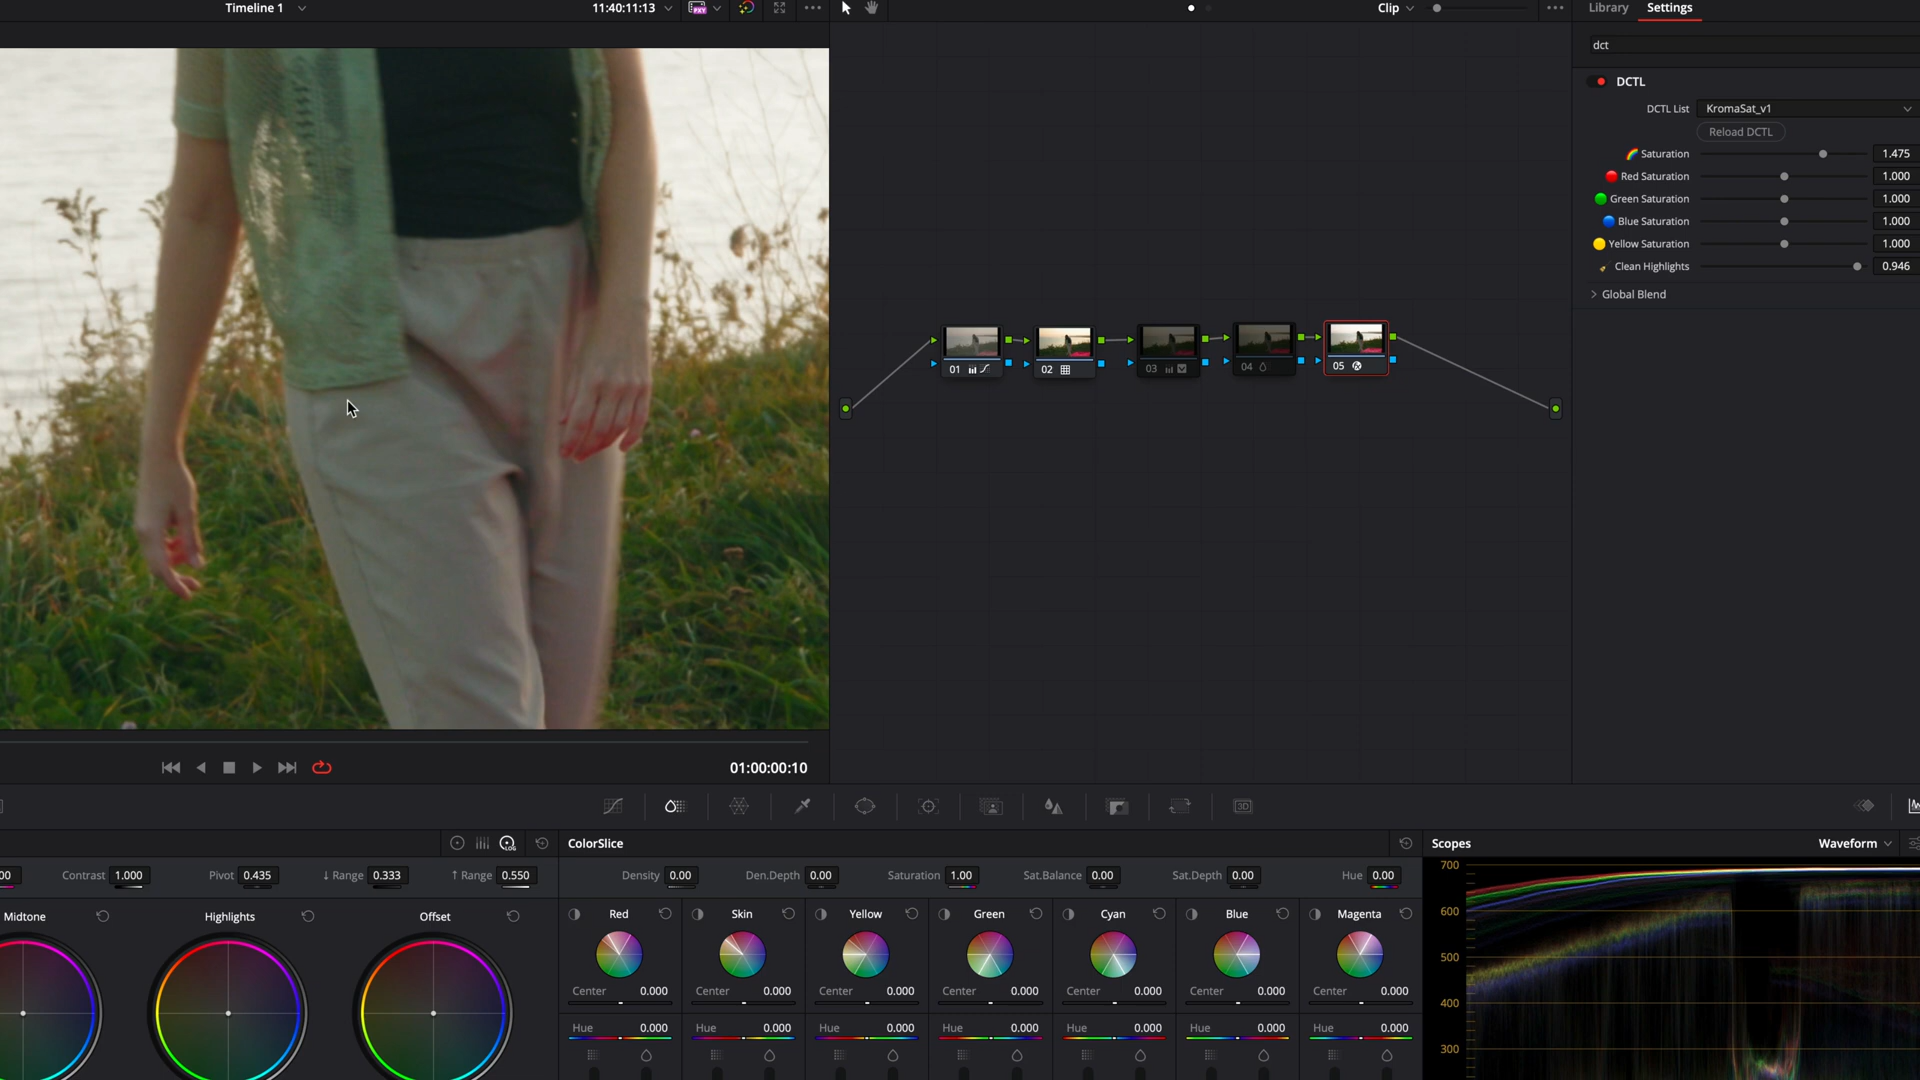 Timeline 1
11:40:11:13
Clip
Library
Settings
dct
DCTL
DCTL List
KromaSat_v1
Reload DCTL
Saturation
1.475
Red Saturation
1.000
Green Saturation
1.000
Blue Saturation
1.000
Yellow Saturation
1.000
Clean Highlights
0.946
Global Blend
01
02
03
04
05
01:00:00:10
3D
LOG
ColorSlice
Scopes
Waveform
00
Contrast 1.000
Pivot 0.435
↓ Range 0.333
↑ Range 0.550
Density 0.00
Den.Depth 0.00
Saturation 1.00
Sat.Balance 0.00
Sat.Depth 0.00
Hue 0.00
Midtone
Highlights
Offset
Red
Skin
Yellow
Green
Cyan
Blue
Magenta
Center 0.000
Center 0.000
Center 0.000
Center 0.000
Center 0.000
Center 0.000
Center 0.000
Hue 0.000
Hue 0.000
Hue 0.000
Hue 0.000
Hue 0.000
Hue 0.000
Hue 0.000
700
600
500
400
300